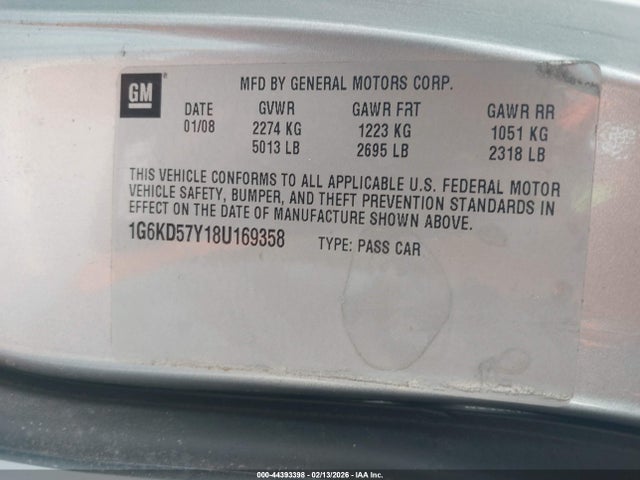 GM
MFD BY GENERAL MOTORS CORP.
DATE GVWR GAWR FRT GAWR RR
01/08 2274 KG 1223 KG 1051 KG
5013 LB 2695 LB 2318 LB
THIS VEHICLE CONFORMS TO ALL APPLICABLE U.S. FEDERAL MOTOR
VEHICLE SAFETY, BUMPER, AND THEFT PREVENTION STANDARDS IN
EFFECT ON THE DATE OF MANUFACTURE SHOWN ABOVE.
1G6KD57Y18U169358 TYPE: PASS CAR
000-44393398 - 02/13/2026 - IAA Inc.